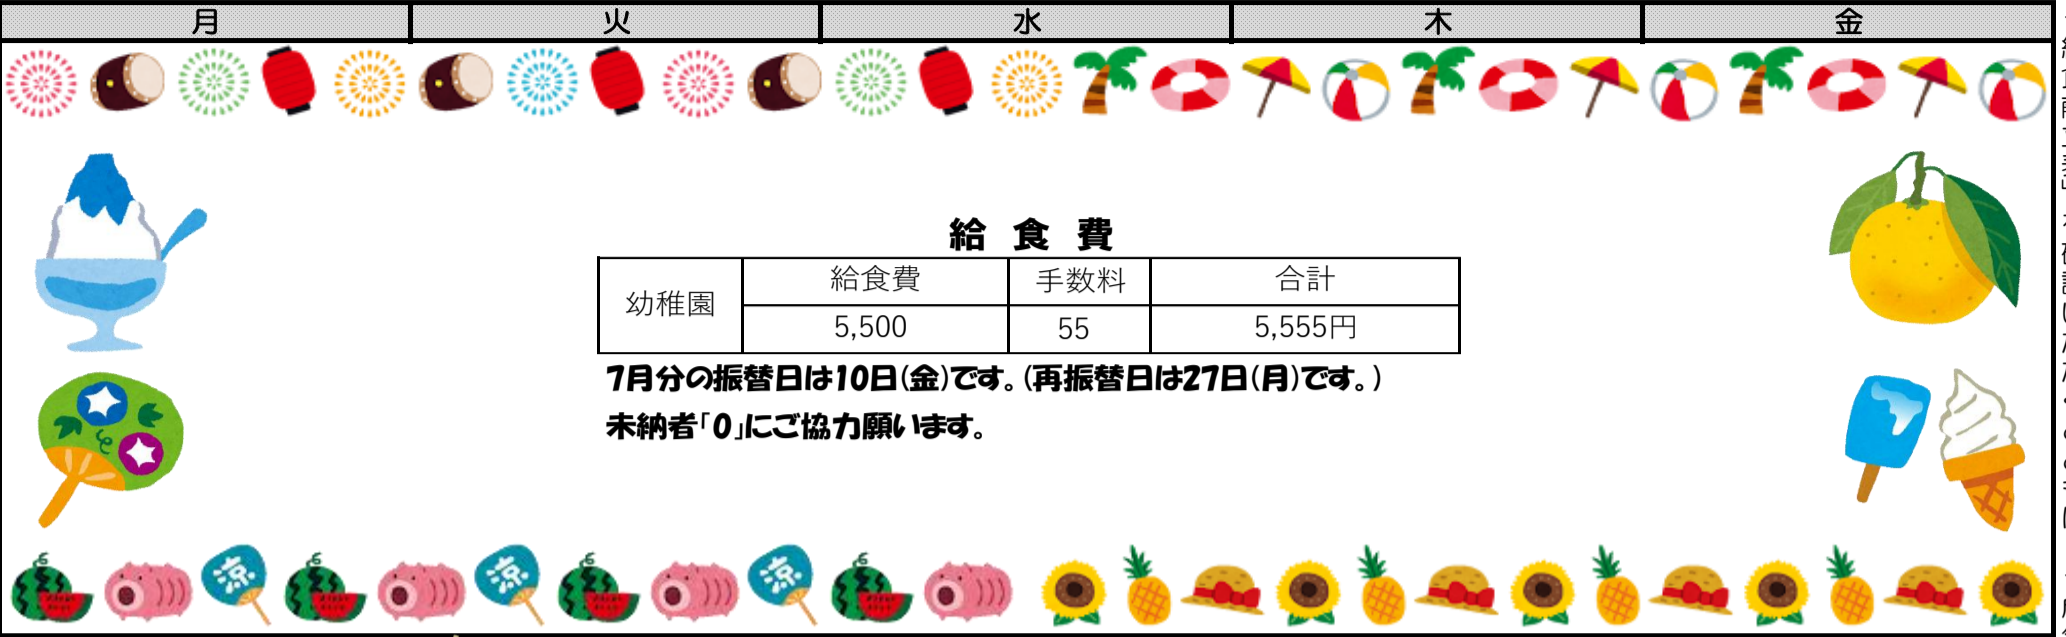 月 火 水 木 金
給 食 費
幼稚園 給食費 手数料 合計
5,500 55 5,555円
7月分の振替日は10日(金)です。(再振替日は27日(月)です。)
未納者「0」にご協力願います。
涼 涼 涼